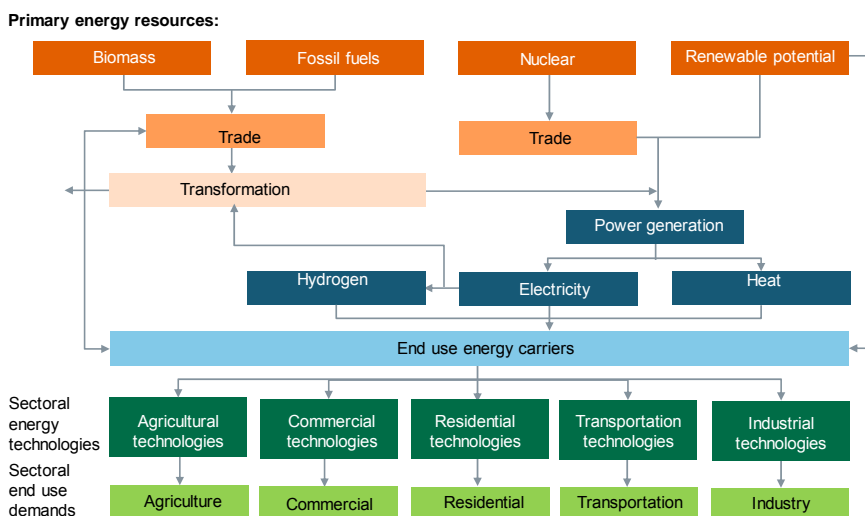 Primary energy resources:
Biomass
Fossil fuels
Nuclear
Renewable potential
Trade
Trade
Transformation
Power generation
Hydrogen
Electricity
Heat
End use energy carriers
Sectoral
energy
technologies
Agricultural
technologies
Commercial
technologies
Residential
technologies
Transportation
technologies
Industrial
technologies
Sectoral
end use
demands
Agriculture
Commercial
Residential
Transportation
Industry